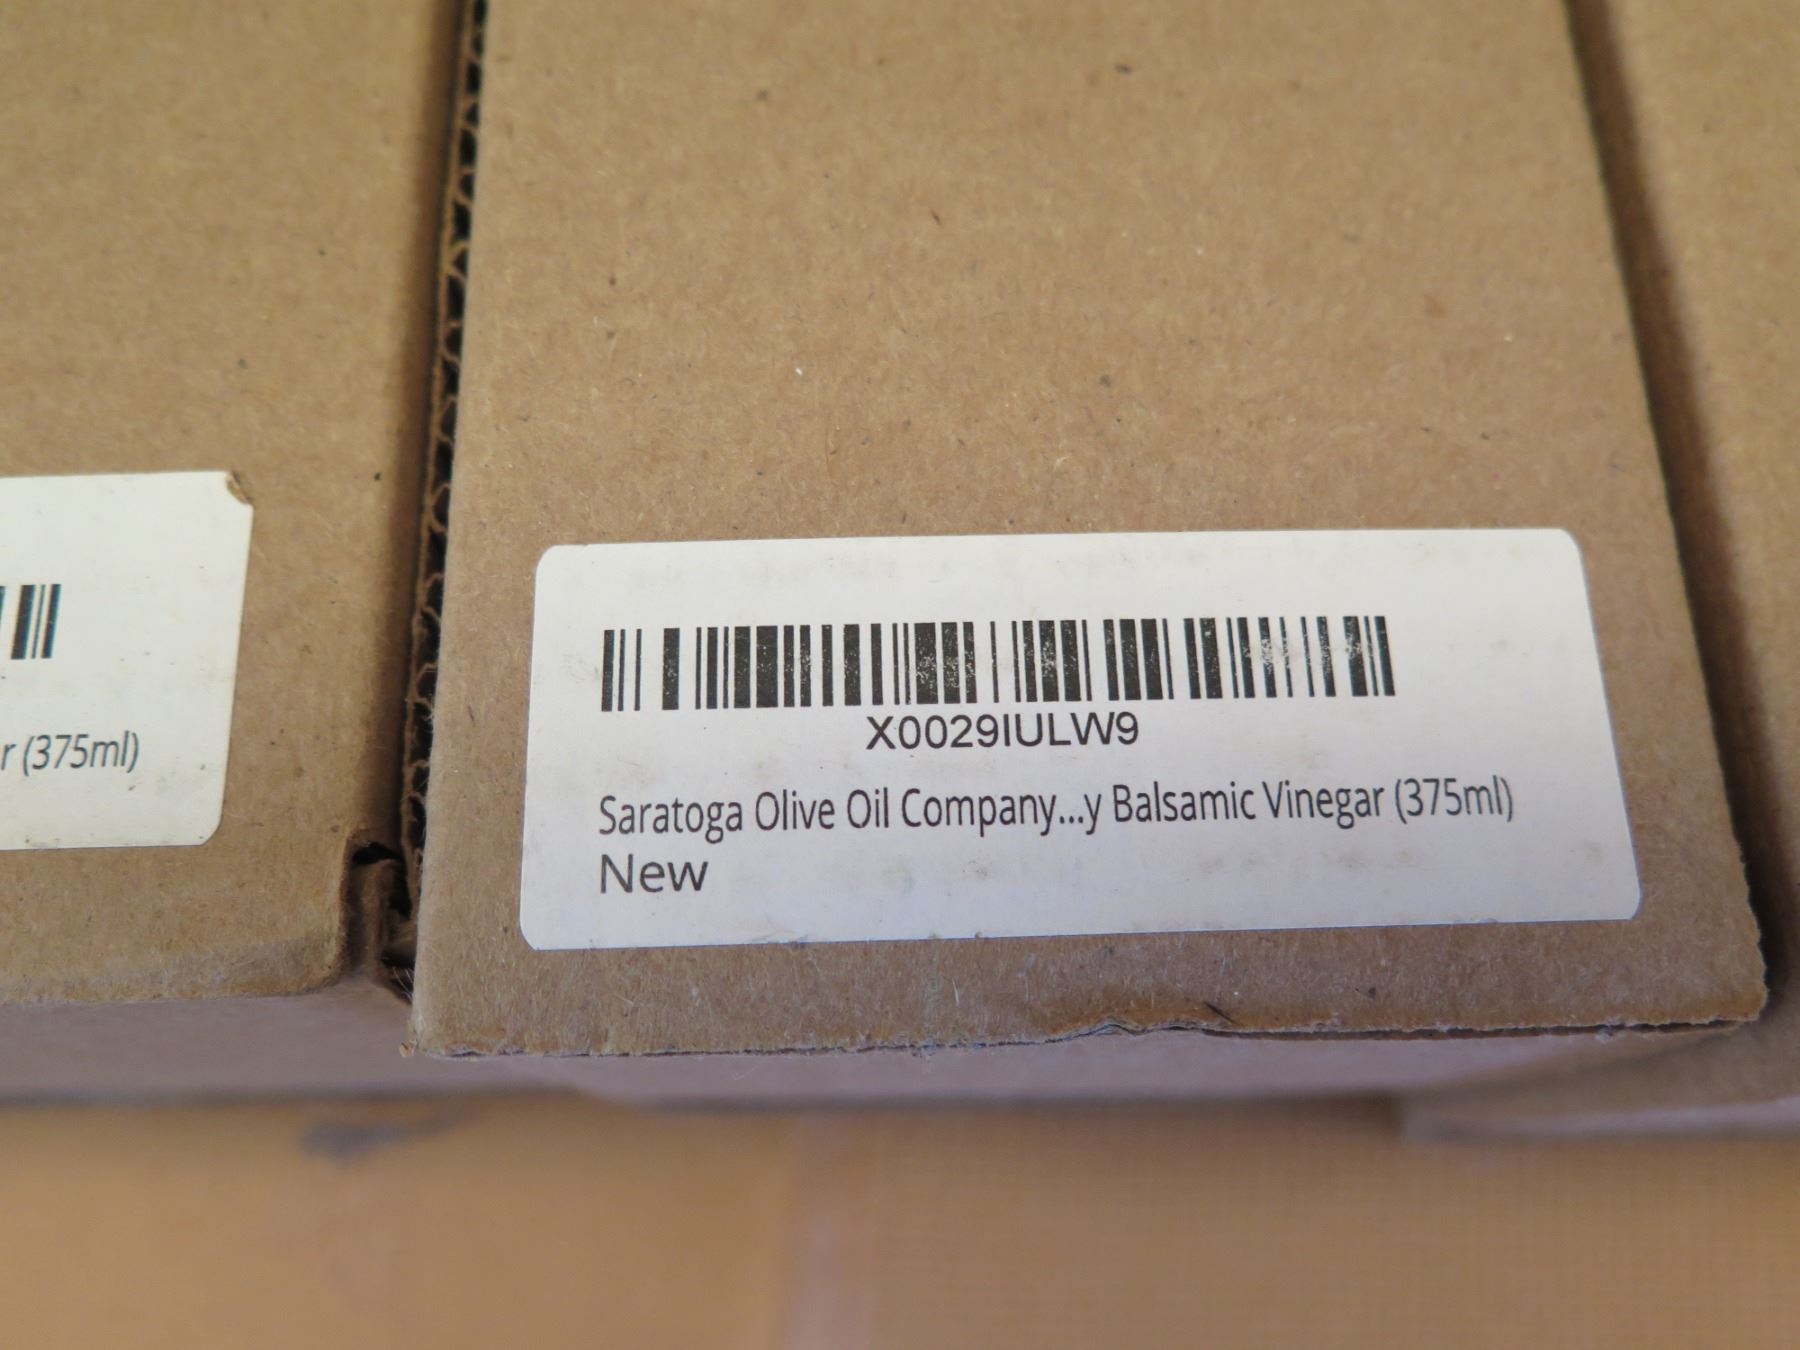 r (375ml)
X0029IULW9
Saratoga Olive Oil Company...y Balsamic Vinegar (375ml)
New